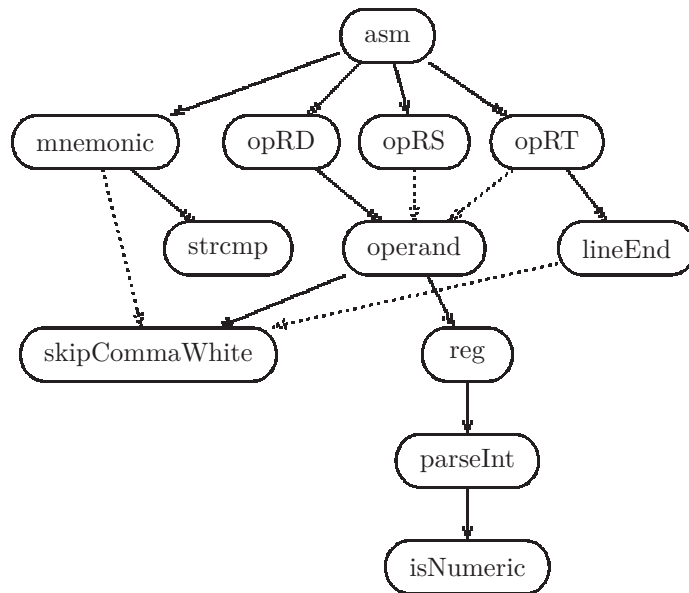 asm
mnemonic
opRD
opRS
opRT
strcmp
operand
lineEnd
skipCommaWhite
reg
parseInt
isNumeric